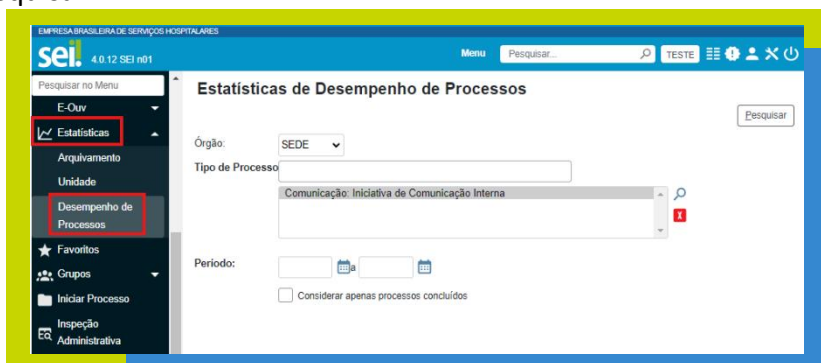 EMPRESA BRASILEIRA DE SERVIÇOS HOSPITALARES
sei! 4.0.12 SEI n01
Menu Pesquisar... TESTE
Pesquisar no Menu
E-Ouv
Estatísticas
Arquivamento
Unidade
Desempenho de
Processos
Favoritos
Grupos
Iniciar Processo
Inspeção
Administrativa
Estatísticas de Desempenho de Processos
Pesquisar
Órgão: SEDE
Tipo de Processo
Comunicação: Iniciativa de Comunicação Interna
Período: a
Considerar apenas processos concluídos